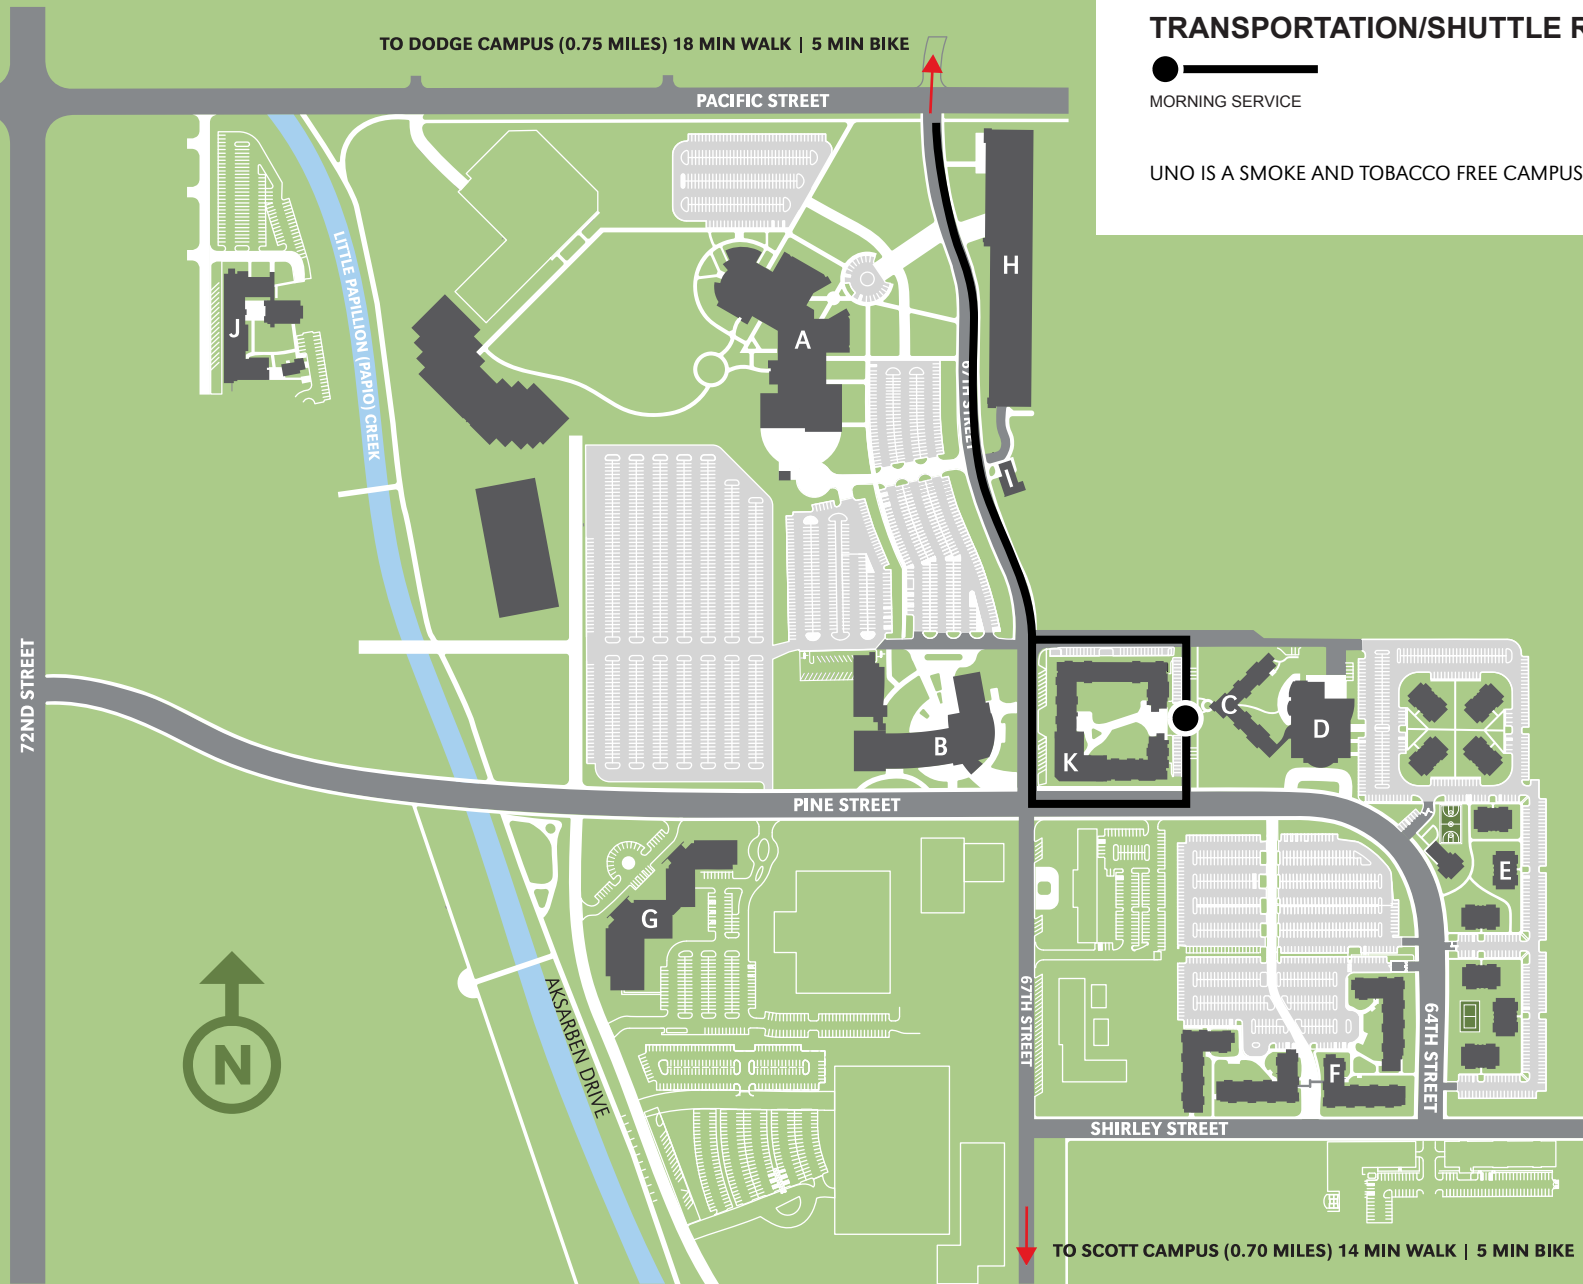 TRANSPORTATION/SHUTTLE R
MORNING SERVICE
UNO IS A SMOKE AND TOBACCO FREE CAMPUS
TO DODGE CAMPUS (0.75 MILES) 18 MIN WALK | 5 MIN BIKE
PACIFIC STREET
LITTLE PAPILLION (PAPIO) CREEK
H
J
A
67TH STREET
I
72ND STREET
C
D
B
K
PINE STREET
E
G
AKSARBEN DRIVE
67TH STREET
64TH STREET
N
F
SHIRLEY STREET
TO SCOTT CAMPUS (0.70 MILES) 14 MIN WALK | 5 MIN BIKE